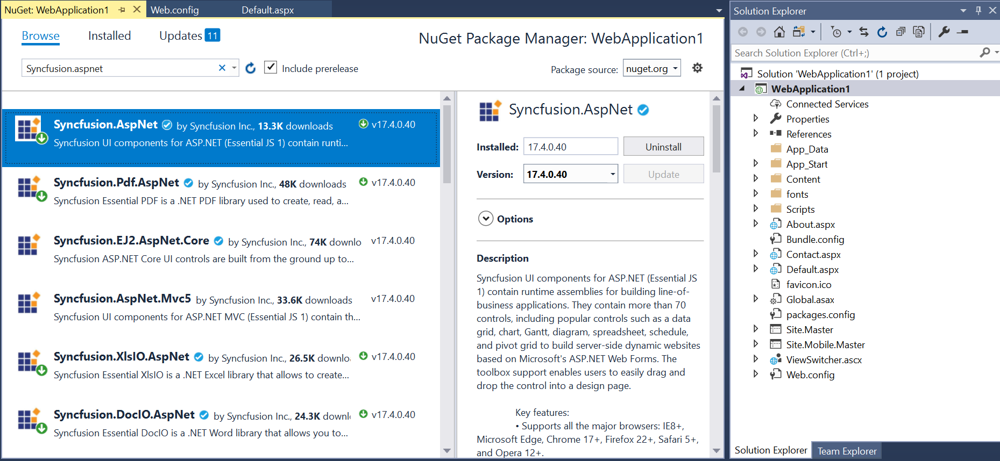 NuGet: WebApplication1
Web.config
Default.aspx
Browse
Installed
Updates 11
NuGet Package Manager: WebApplication1
Syncfusion.aspnet
Include prerelease
Package source: nuget.org
Syncfusion.AspNet by Syncfusion Inc., 13.3K downloads v17.4.0.40
Syncfusion UI components for ASP.NET (Essential JS 1) contain runti...
Syncfusion.Pdf.AspNet by Syncfusion Inc., 48K downloads v17.4.0.40
Syncfusion Essential PDF is a .NET PDF library used to create, read, a...
Syncfusion.EJ2.AspNet.Core by Syncfusion Inc., 74K downlo v17.4.0.40
Syncfusion ASP.NET Core UI controls are built from the ground up to...
Syncfusion.AspNet.Mvc5 by Syncfusion Inc., 33.6K downloads v17.4.0.40
Syncfusion UI components for ASP.NET MVC (Essential JS 1) contain th...
Syncfusion.XlsIO.AspNet by Syncfusion Inc., 26.5K downlo v17.4.0.40
Syncfusion Essential XlsIO is a .NET Excel library that allows to create...
Syncfusion.DocIO.AspNet by Syncfusion Inc., 24.3K downl v17.4.0.40
Syncfusion Essential DocIO is a .NET Word library that allows you to...
Syncfusion.AspNet
Installed: 17.4.0.40 Uninstall
Version: 17.4.0.40 Update
Options
Description
Syncfusion UI components for ASP.NET (Essential JS
1) contain runtime assemblies for building line-of-
business applications. They contain more than 70
controls, including popular controls such as a data
grid, chart, Gantt, diagram, spreadsheet, schedule,
and pivot grid to build server-side dynamic websites
based on Microsoft's ASP.NET Web Forms. The
toolbox support enables users to easily drag and
drop the control into a design page.
Key features:
• Supports all the major browsers: IE8+,
Microsoft Edge, Chrome 17+, Firefox 22+, Safari 5+,
and Opera 12+.
Solution Explorer
Search Solution Explorer (Ctrl+;)
Solution 'WebApplication1' (1 project)
WebApplication1
Connected Services
Properties
References
App_Data
App_Start
Content
fonts
Scripts
About.aspx
Bundle.config
Contact.aspx
Default.aspx
favicon.ico
Global.asax
packages.config
Site.Master
Site.Mobile.Master
ViewSwitcher.ascx
Web.config
Solution Explorer
Team Explorer